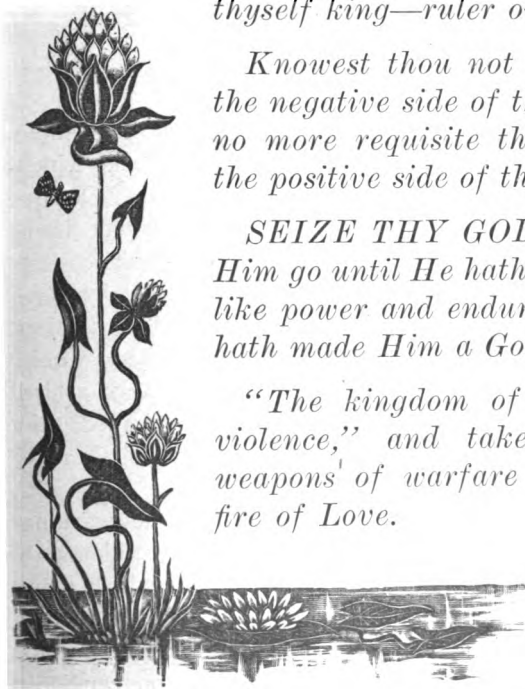 thyself king—ruler o
Knowest thou not
the negative side of t
no more requisite th
the positive side of th
SEIZE THY GOD
Him go until He hath
like power and endur
hath made Him a Go
"The kingdom of
violence," and take
weapons of warfare
fire of Love.